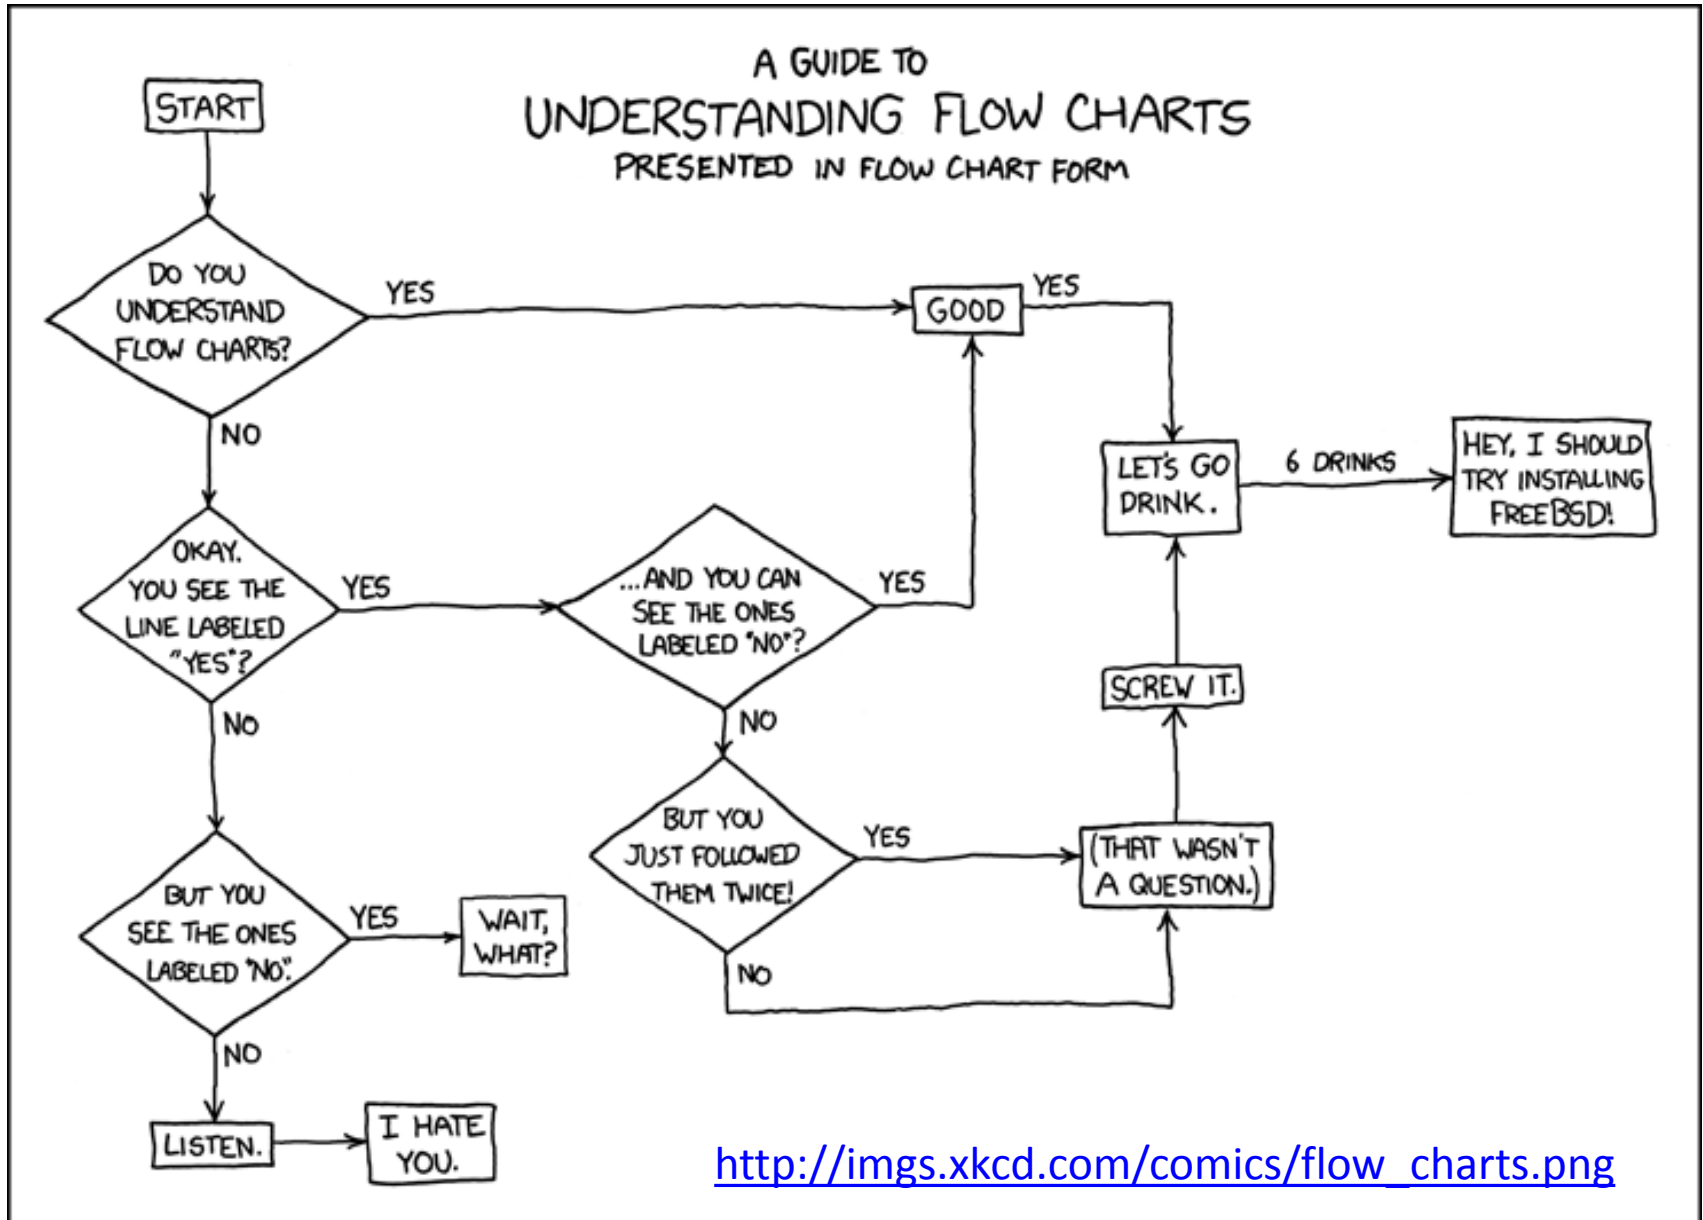 A GUIDE TO
UNDERSTANDING FLOW CHARTS
PRESENTED IN FLOW CHART FORM
START
DO YOU
UNDERSTAND
FLOW CHARTS?
YES
GOOD
YES
NO
LET'S GO
DRINK.
6 DRINKS
HEY, I SHOULD
TRY INSTALLING
FREEBSD!
OKAY.
YOU SEE THE
LINE LABELED
"YES"?
YES
...AND YOU CAN
SEE THE ONES
LABELED "NO"?
YES
NO
NO
SCREW IT.
BUT YOU
JUST FOLLOWED
THEM TWICE!
YES
(THAT WASN'T
A QUESTION.)
NO
BUT YOU
SEE THE ONES
LABELED "NO".
YES
WAIT,
WHAT?
NO
LISTEN.
I HATE
YOU.
http://imgs.xkcd.com/comics/flow_charts.png